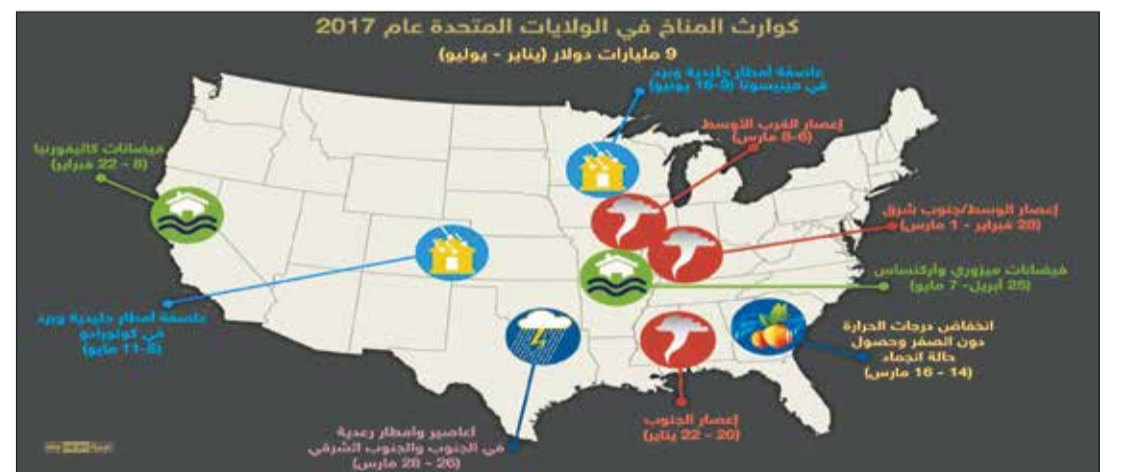 كوارث المناخ في الولايات المتحدة عام 2017
9 مليارات دولار (يناير - يوليو)
عاصفة أمطار جليدية وبرد
في مينيسوتا (9-16 يونيو)
إعصار الغرب الأوسط
(6-8 مارس)
فيضانات كاليفورنيا
(8 - 22 فبراير)
إعصار الوسط/جنوب شرق
(28 فبراير - 1 مارس)
فيضانات ميزوري وأركنساس
(25 أبريل- 7 مايو)
عاصفة أمطار جليدية وبرد
في كولورادو
(8-11 مايو)
انخفاض درجات الحرارة
دون الصفر وحصول
حالة انجماد
(14 - 16 مارس)
إعصار الجنوب
(20 - 22 يناير)
أعاصير وأمطار رعدية
في الجنوب والجنوب الشرقي
(26 - 28 مارس)